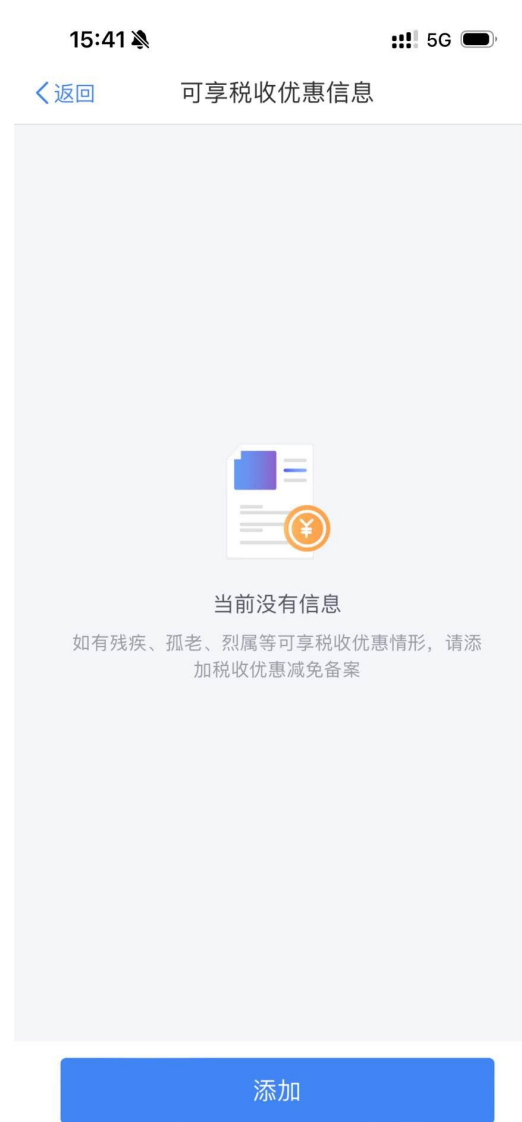 15:41 5G
返回 可享税收优惠信息
¥
当前没有信息
如有残疾、孤老、烈属等可享税收优惠情形，请添
加税收优惠减免备案
添加